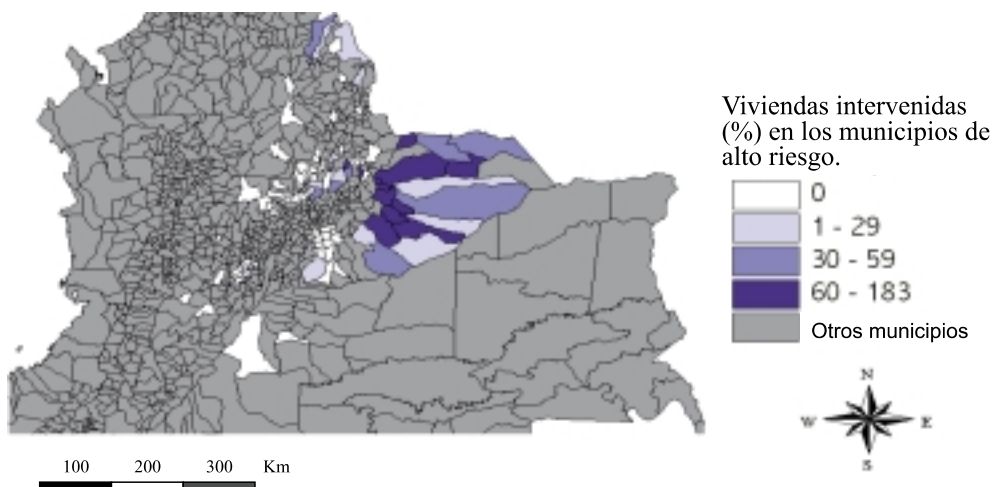 Viviendas intervenidas
(%) en los municipios de
alto riesgo.
0
1 - 29
30 - 59
60 - 183
Otros municipios
N
W E
S
100 200 300 Km